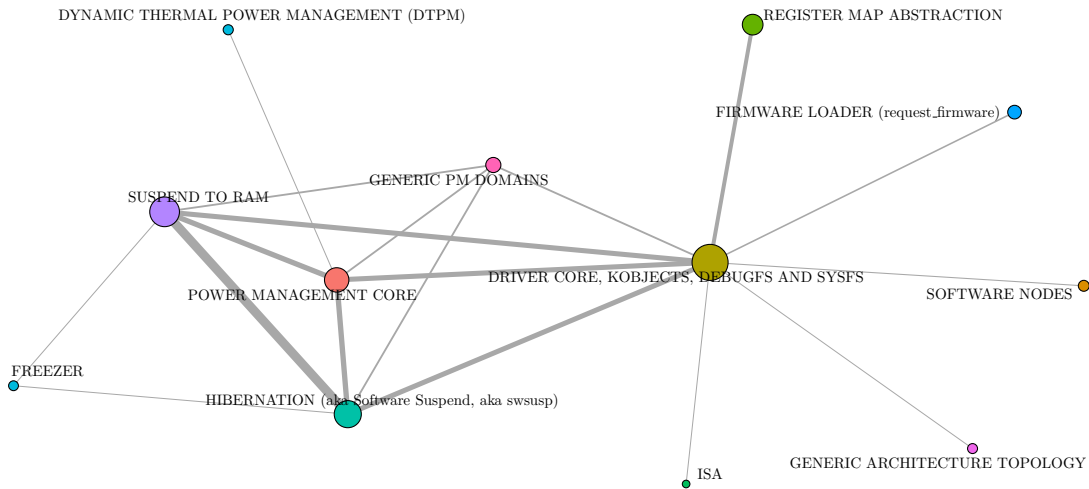 DYNAMIC THERMAL POWER MANAGEMENT (DTPM)
REGISTER MAP ABSTRACTION
FIRMWARE LOADER (request_firmware)
GENERIC PM DOMAINS
SUSPEND TO RAM
DRIVER CORE, KOBJECTS, DEBUGFS AND SYSFS
POWER MANAGEMENT CORE
SOFTWARE NODES
FREEZER
HIBERNATION (aka Software Suspend, aka swsusp)
GENERIC ARCHITECTURE TOPOLOGY
ISA